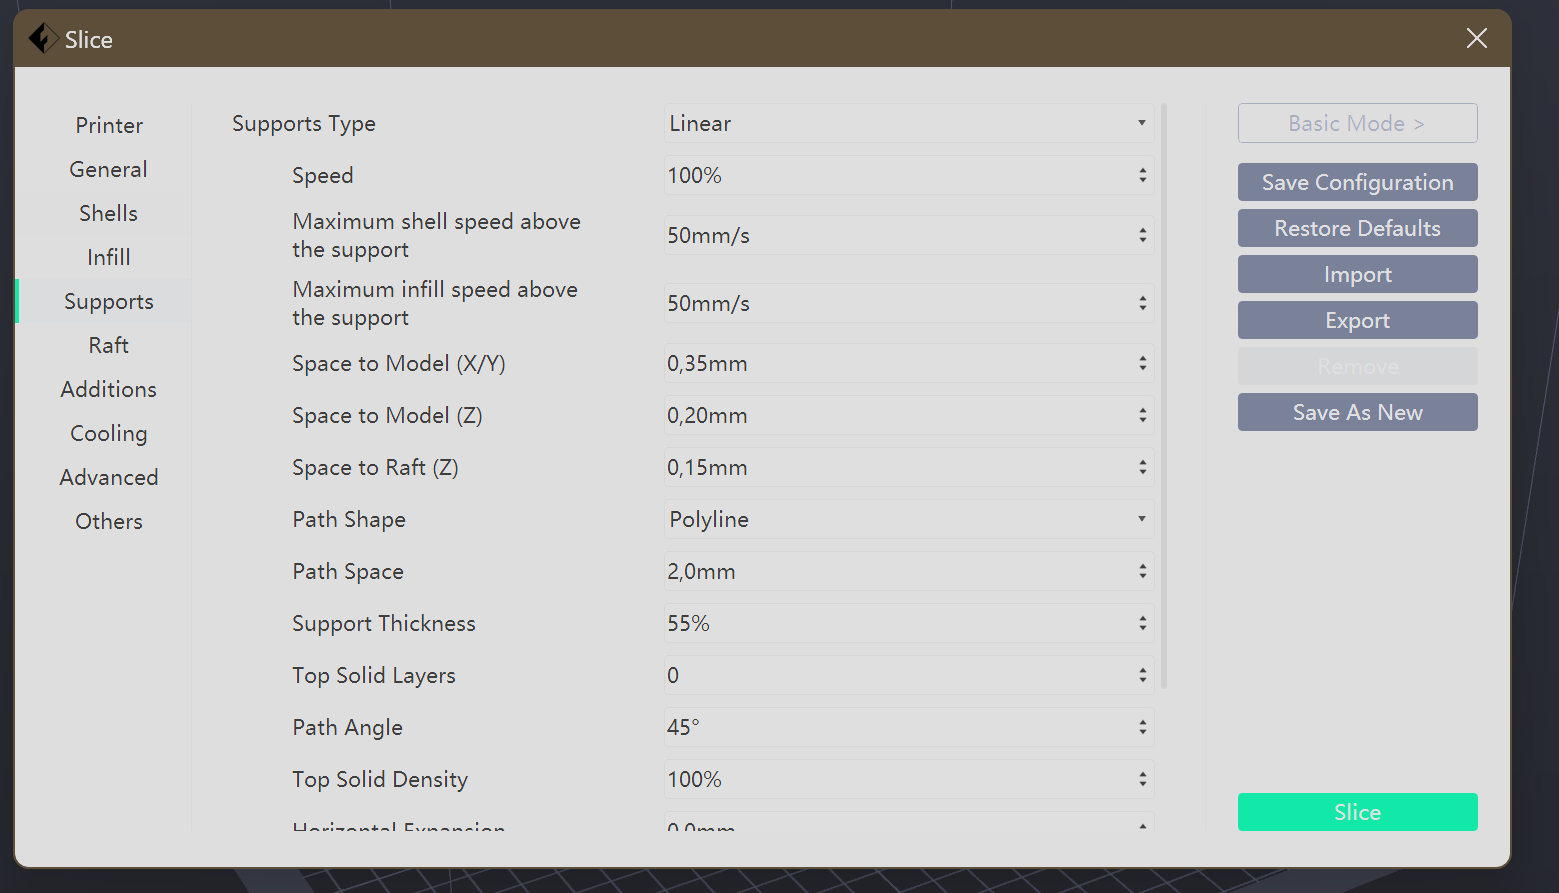 Slice
Printer
General
Shells
Infill
Supports
Raft
Additions
Cooling
Advanced
Others
Supports Type Linear
Speed 100%
Maximum shell speed above
the support 50mm/s
Maximum infill speed above
the support 50mm/s
Space to Model (X/Y) 0,35mm
Space to Model (Z) 0,20mm
Space to Raft (Z) 0,15mm
Path Shape Polyline
Path Space 2,0mm
Support Thickness 55%
Top Solid Layers 0
Path Angle 45°
Top Solid Density 100%
Horizontal Expansion 0,0mm
Basic Mode >
Save Configuration
Restore Defaults
Import
Export
Remove
Save As New
Slice